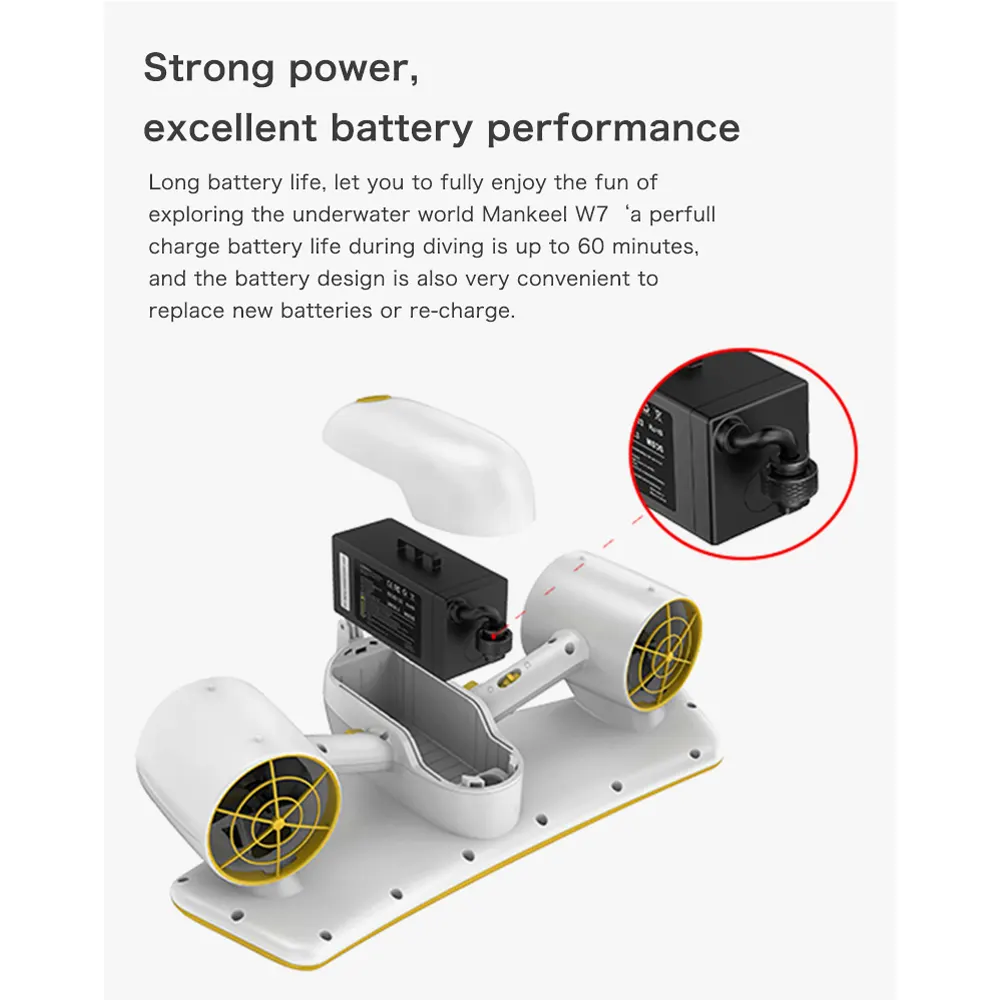 Strong power,
excellent battery performance
Long battery life, let you to fully enjoy the fun of
exploring the underwater world Mankeel W7 ‘a perfull
charge battery life during diving is up to 60 minutes,
and the battery design is also very convenient to
replace new batteries or re-charge.